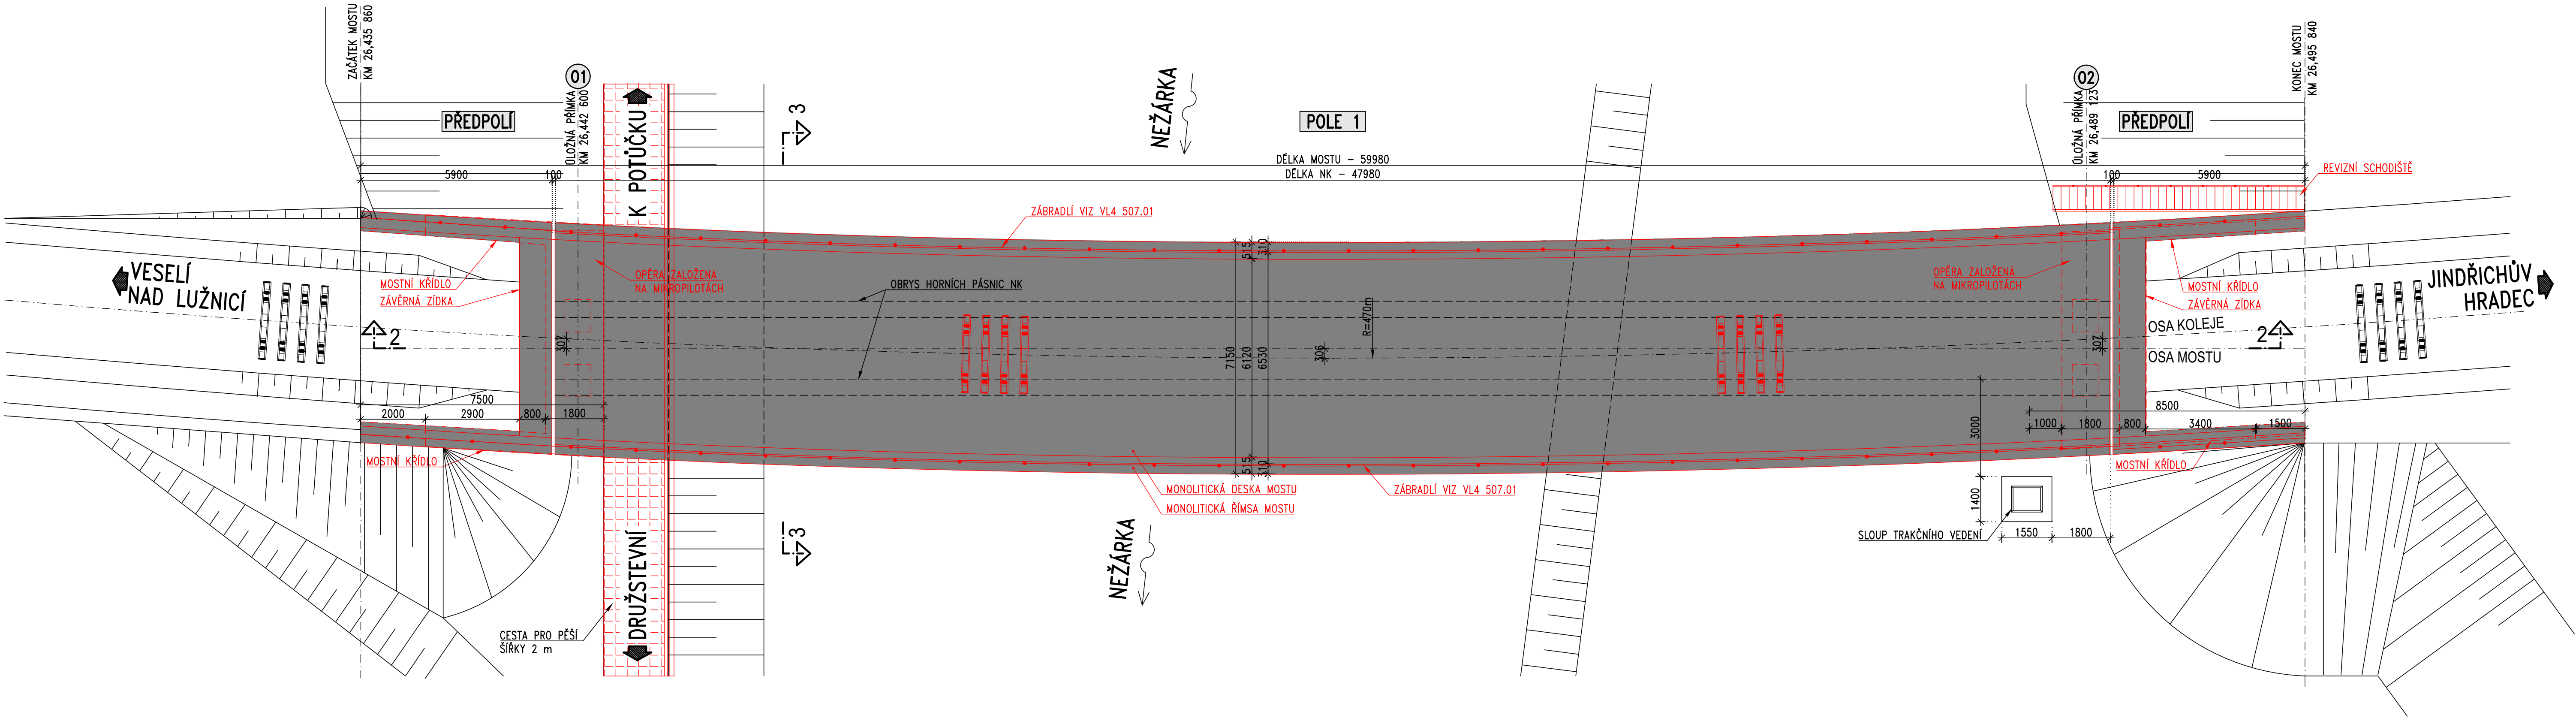 ZAČÁTEK MOSTU
KM 26,435 860
01
ÚLOŽNÁ PŘÍMKA
KM 26,442 600
PŘEDPOLÍ
K POTŮČKU
3
NEŽÁRKA
POLE 1
02
ÚLOŽNÁ PŘÍMKA
KM 26,489 123
PŘEDPOLÍ
KONEC MOSTU
KM 26,495 840
DÉLKA MOSTU – 59980
DÉLKA NK – 47980
5900
100
100
5900
REVIZNÍ SCHODIŠTĚ
ZÁBRADLÍ VIZ VL4 507.01
515
310
VESELÍ
NAD LUŽNICÍ
MOSTNÍ KŘÍDLO
ZÁVĚRNÁ ZÍDKA
OPĚRA ZALOŽENA
NA MIKROPILOTÁCH
OBRYS HORNÍCH PÁSNIC NK
OPĚRA ZALOŽENÁ
NA MIKROPILOTÁCH
MOSTNÍ KŘÍDLO
ZÁVĚRNÁ ZÍDKA
JINDŘICHŮV
HRADEC
2
307
7150
6120
6530
306
R=470m
307
OSA KOLEJE
OSA MOSTU
2
7500
2000
2900
800
1800
3000
8500
1000
1800
800
3400
1500
MOSTNÍ KŘÍDLO
515
310
MONOLITICKÁ DESKA MOSTU
MONOLITICKÁ ŘÍMSA MOSTU
ZÁBRADLÍ VIZ VL4 507.01
MOSTNÍ KŘÍDLO
1400
SLOUP TRAKČNÍHO VEDENÍ
1550
1800
DRUŽSTEVNÍ
3
NEŽÁRKA
CESTA PRO PĚŠÍ
ŠÍŘKY 2 m